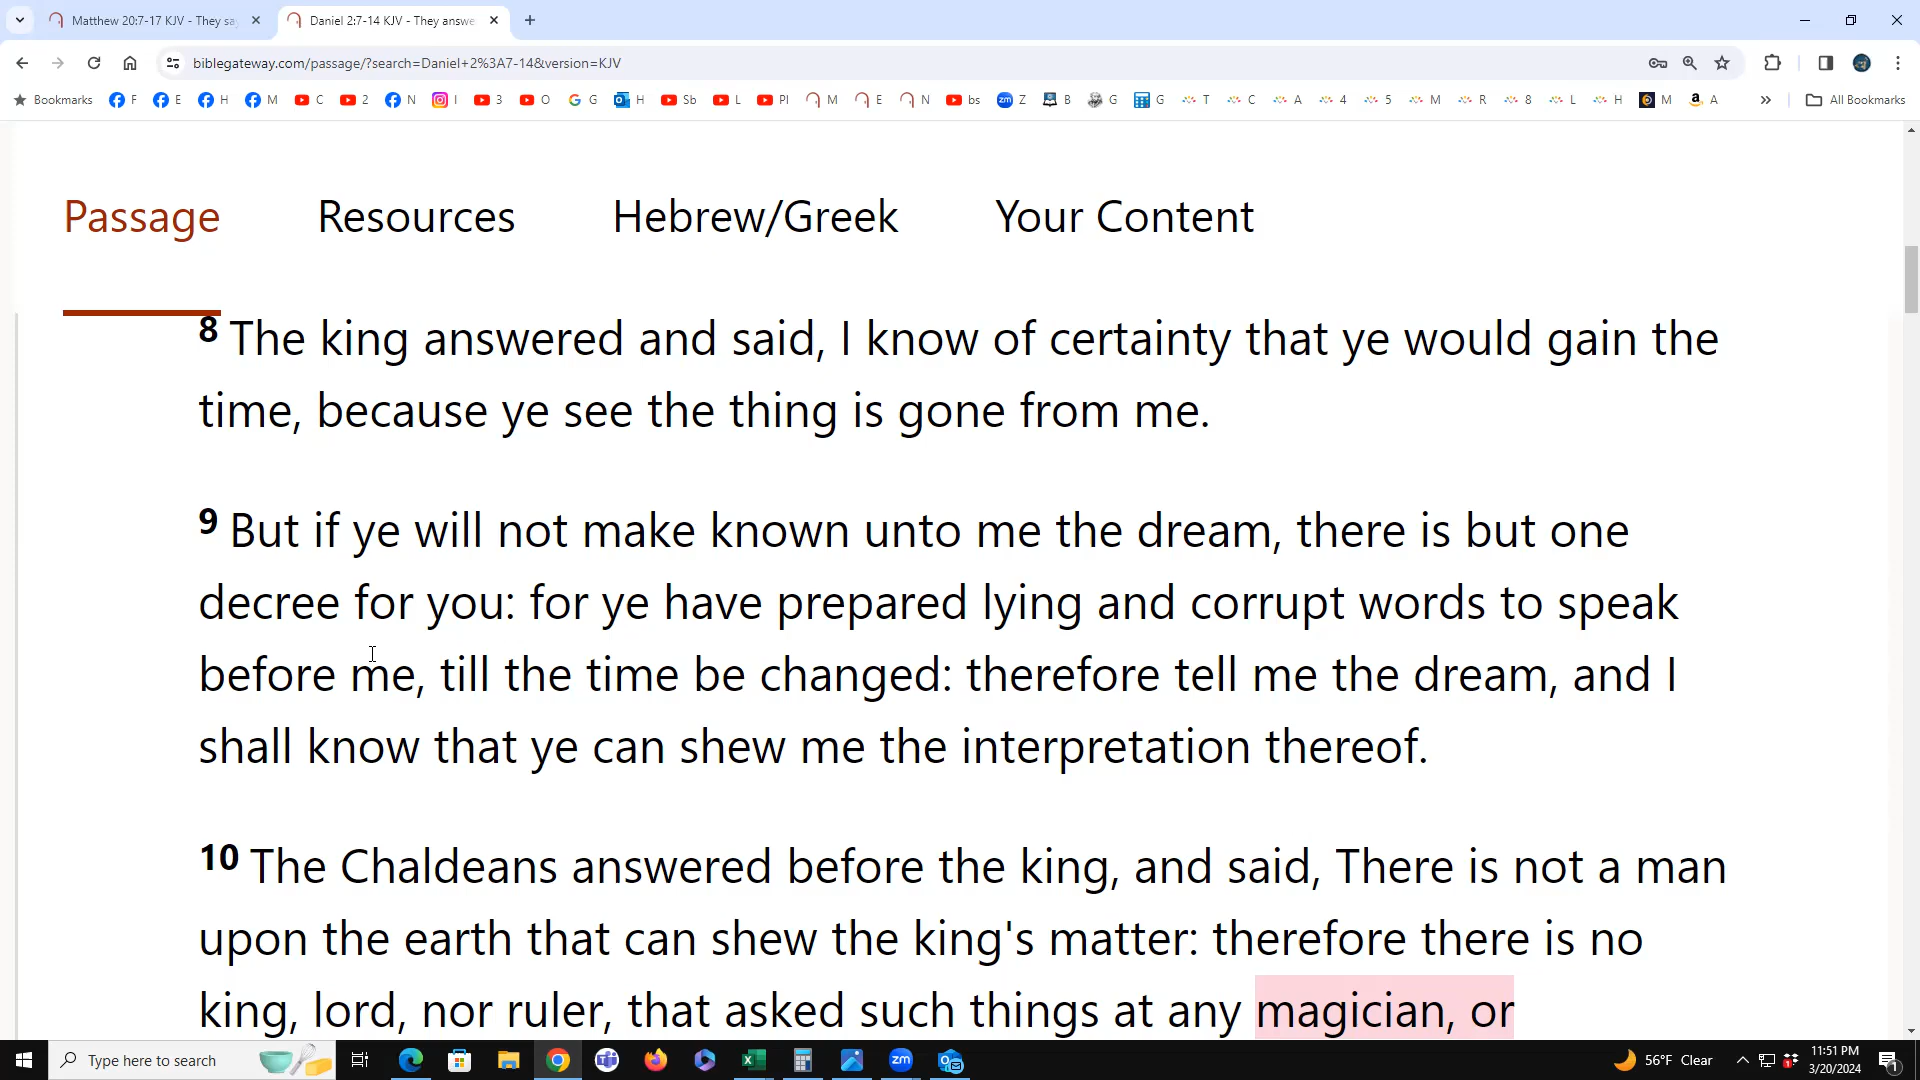 Matthew 20:7-17 KJV - They sa
Daniel 2:7-14 KJV - They answe
biblegateway.com/passage/?search=Daniel+2%3A7-14&version=KJV
Bookmarks F E H M C 2 N I 3 O G H Sb L Pl M E N bs Z B G G T C A 4 5 M R 8 L H M A » All Bookmarks
Passage Resources Hebrew/Greek Your Content
8 The king answered and said, I know of certainty that ye would gain the
time, because ye see the thing is gone from me.
9 But if ye will not make known unto me the dream, there is but one
decree for you: for ye have prepared lying and corrupt words to speak
before me, till the time be changed: therefore tell me the dream, and I
shall know that ye can shew me the interpretation thereof.
10 The Chaldeans answered before the king, and said, There is not a man
upon the earth that can shew the king's matter: therefore there is no
king, lord, nor ruler, that asked such things at any magician, or
Type here to search
56°F Clear
11:51 PM
3/20/2024